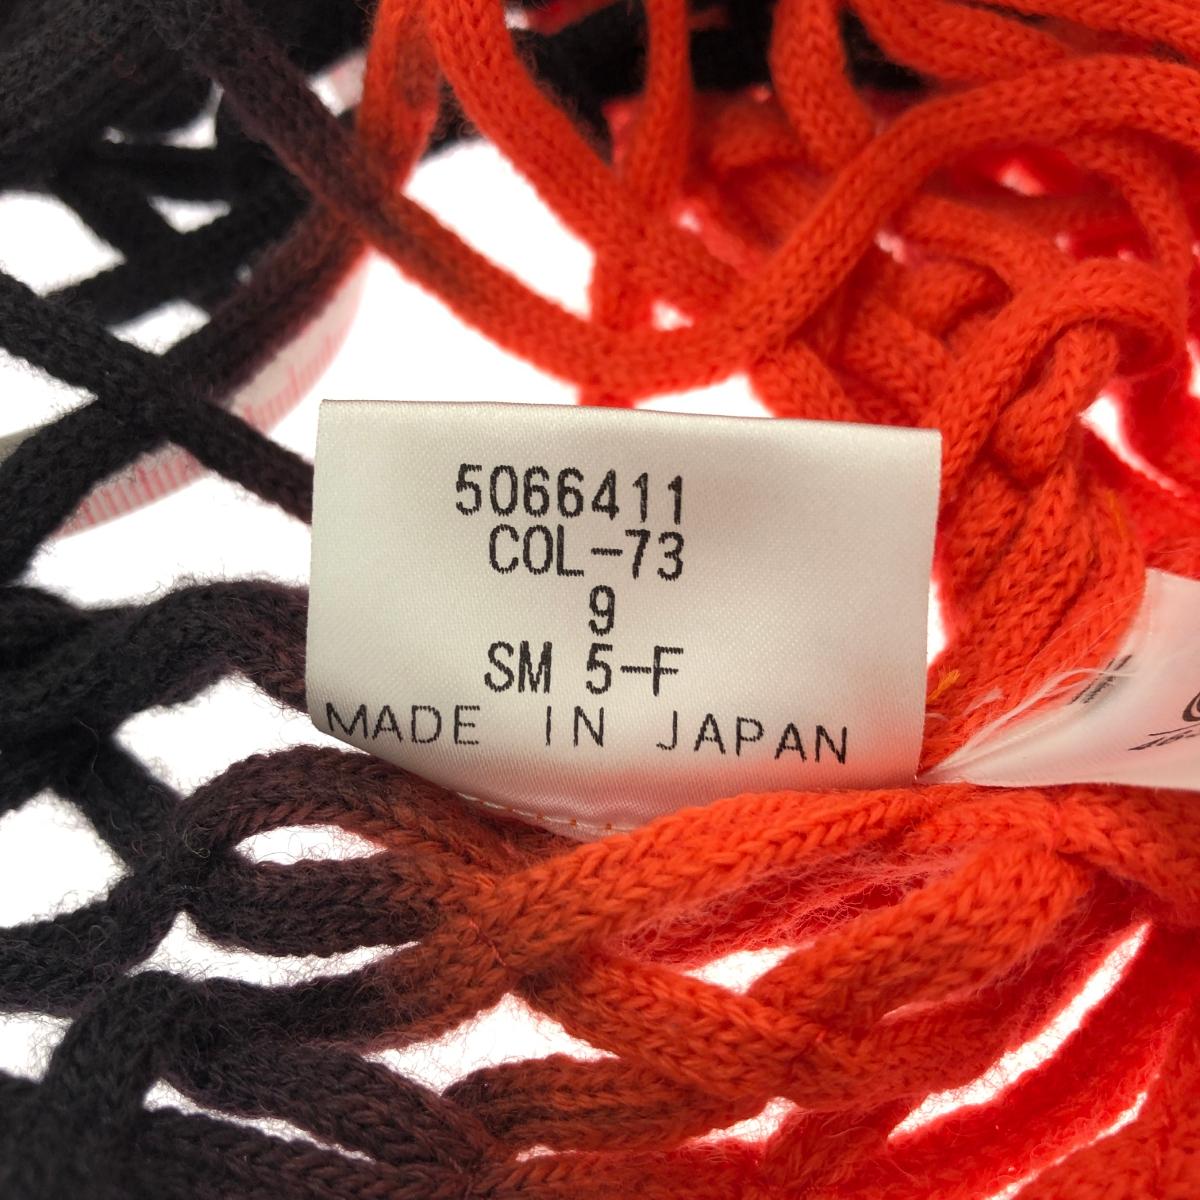 5066411
COL-73
9
SM 5-F
MADE IN JAPAN